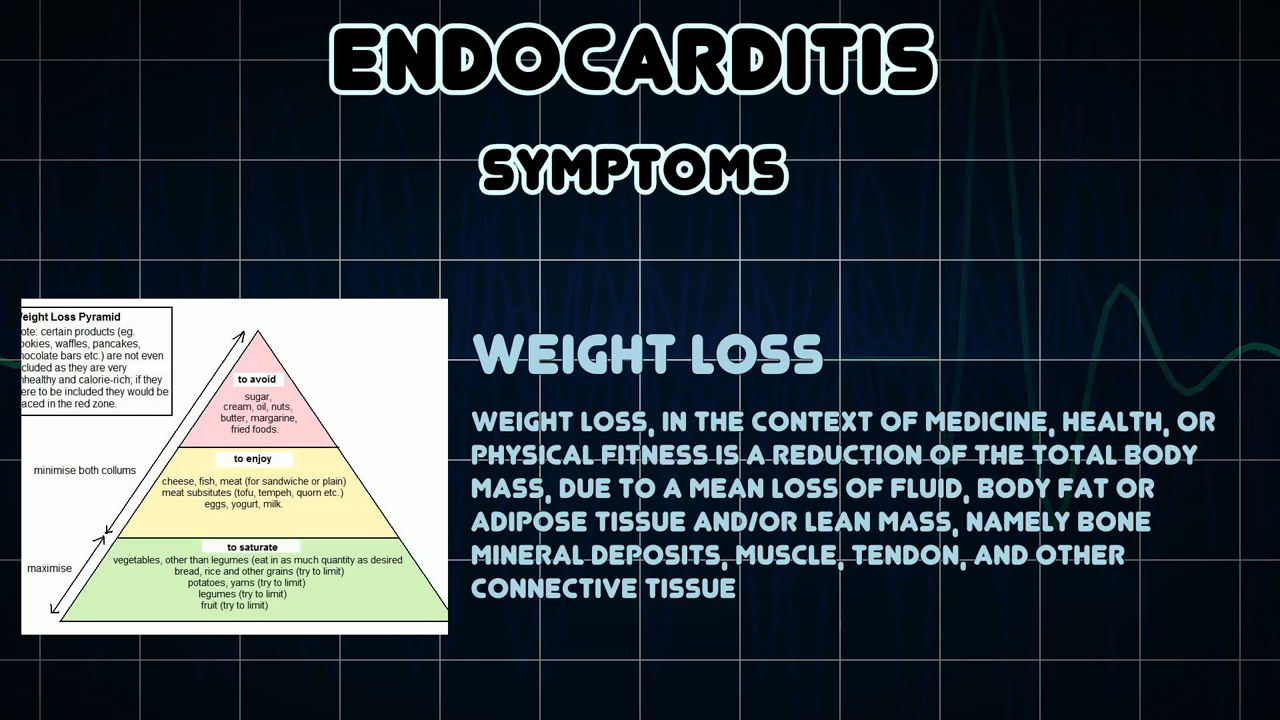 ENDOCARDITIS
SYMPTOMS
eight Loss Pyramid
ote: certain products (eg.
ookies, waffles, pancakes,
hocolate bars etc.) are not even
cluded as they are very
nhealthy and calorie-rich; if they
ere to be included they would be
aced in the red zone.
to avoid
sugar,
cream, oil, nuts,
butter, margarine,
fried foods.
minimise both collums
to enjoy
cheese, fish, meat (for sandwiche or plain)
meat subsitutes (tofu, tempeh, quorn etc.)
eggs, yogurt, milk.
maximise
to saturate
vegetables, other than legumes (eat in as much quantity as desired
bread, rice and other grains (try to limit)
potatoes, yams (try to limit)
legumes (try to limit)
fruit (try to limit)
WEIGHT LOSS
WEIGHT LOSS, IN THE CONTEXT OF MEDICINE, HEALTH, OR
PHYSICAL FITNESS IS A REDUCTION OF THE TOTAL BODY
MASS, DUE TO A MEAN LOSS OF FLUID, BODY FAT OR
ADIPOSE TISSUE AND/OR LEAN MASS, NAMELY BONE
MINERAL DEPOSITS, MUSCLE, TENDON, AND OTHER
CONNECTIVE TISSUE